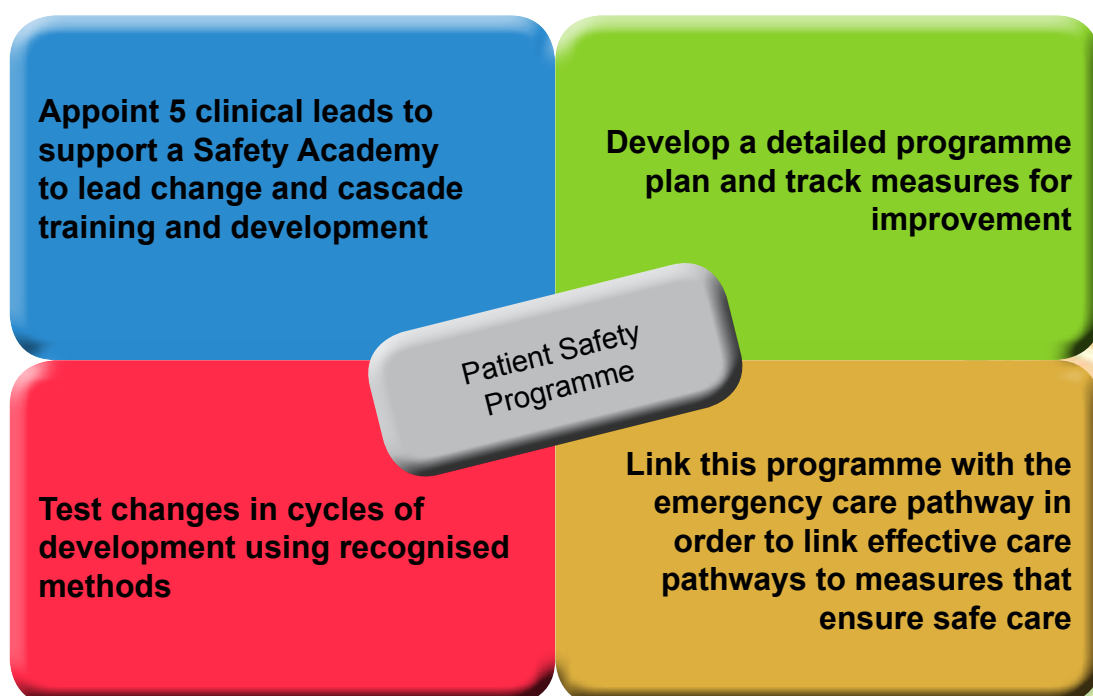 Appoint 5 clinical leads to
support a Safety Academy
to lead change and cascade
training and development
Develop a detailed programme
plan and track measures for
improvement
Patient Safety
Programme
Test changes in cycles of
development using recognised
methods
Link this programme with the
emergency care pathway in
order to link effective care
pathways to measures that
ensure safe care